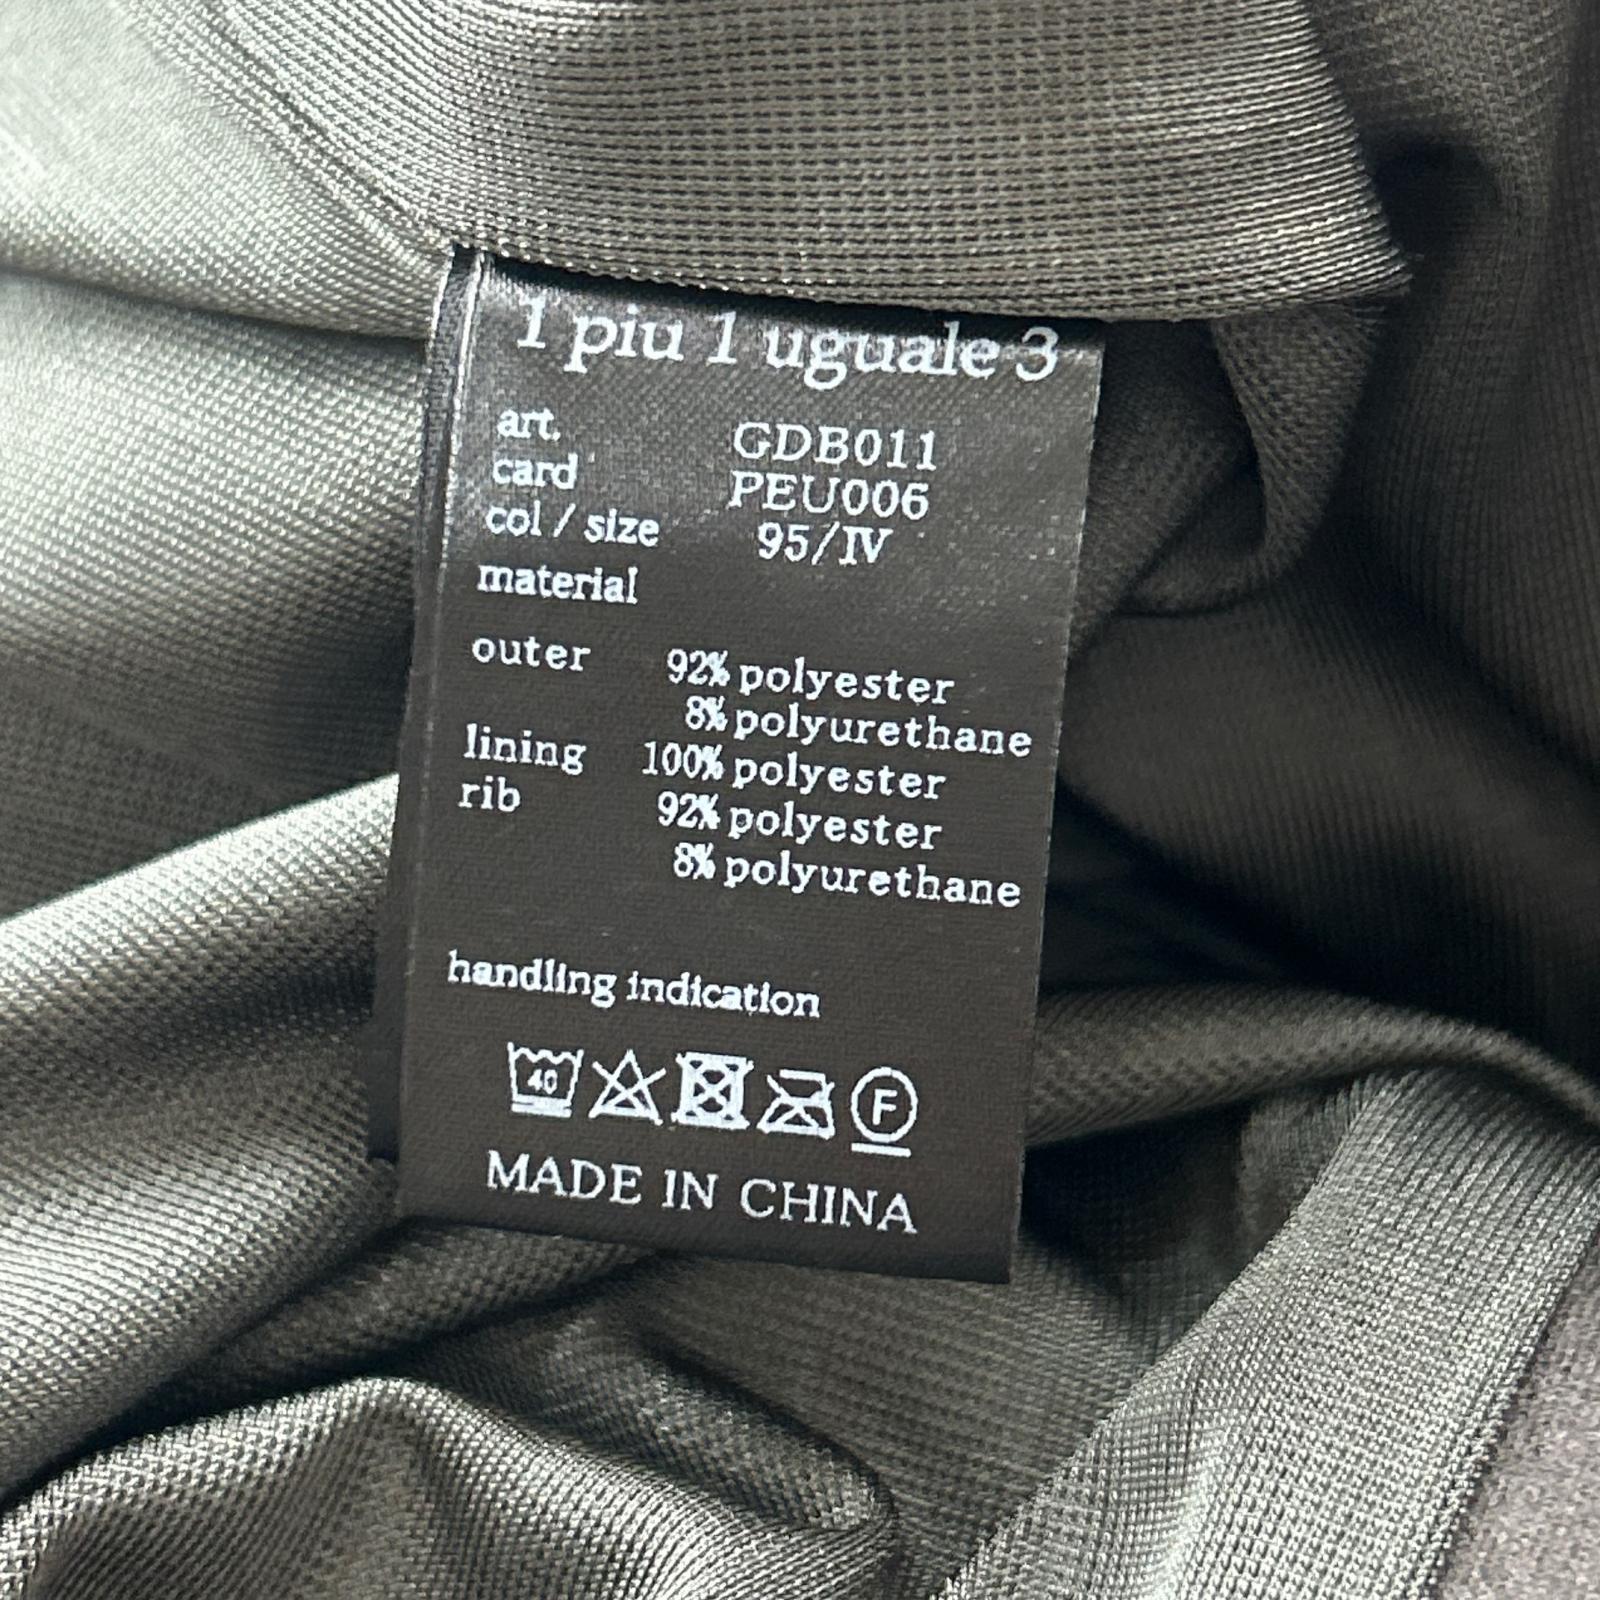 1 piu 1 uguale 3
art. GDB011
card PEU006
col / size 95/IV
material
outer 92% polyester
8% polyurethane
lining 100% polyester
rib 92% polyester
8% polyurethane
handling indication
40 F
MADE IN CHINA